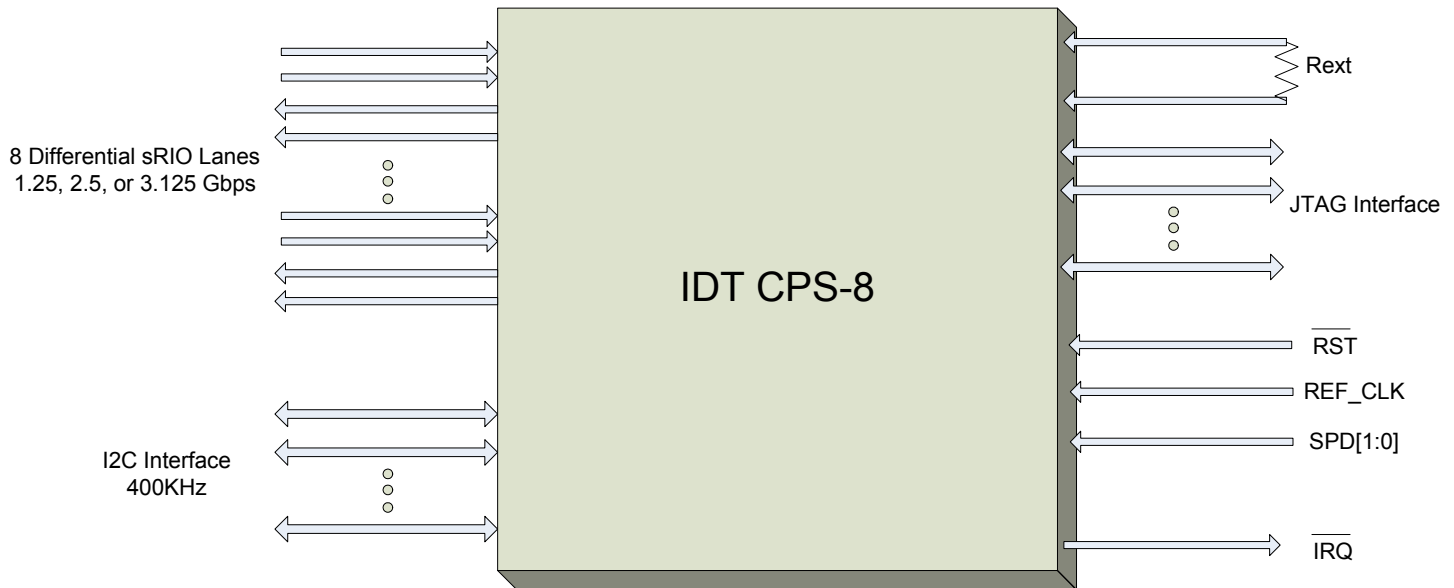 8 Differential sRIO Lanes
1.25, 2.5, or 3.125 Gbps
I2C Interface
400KHz
IDT CPS-8
Rext
JTAG Interface
RST
REF_CLK
SPD[1:0]
IRQ